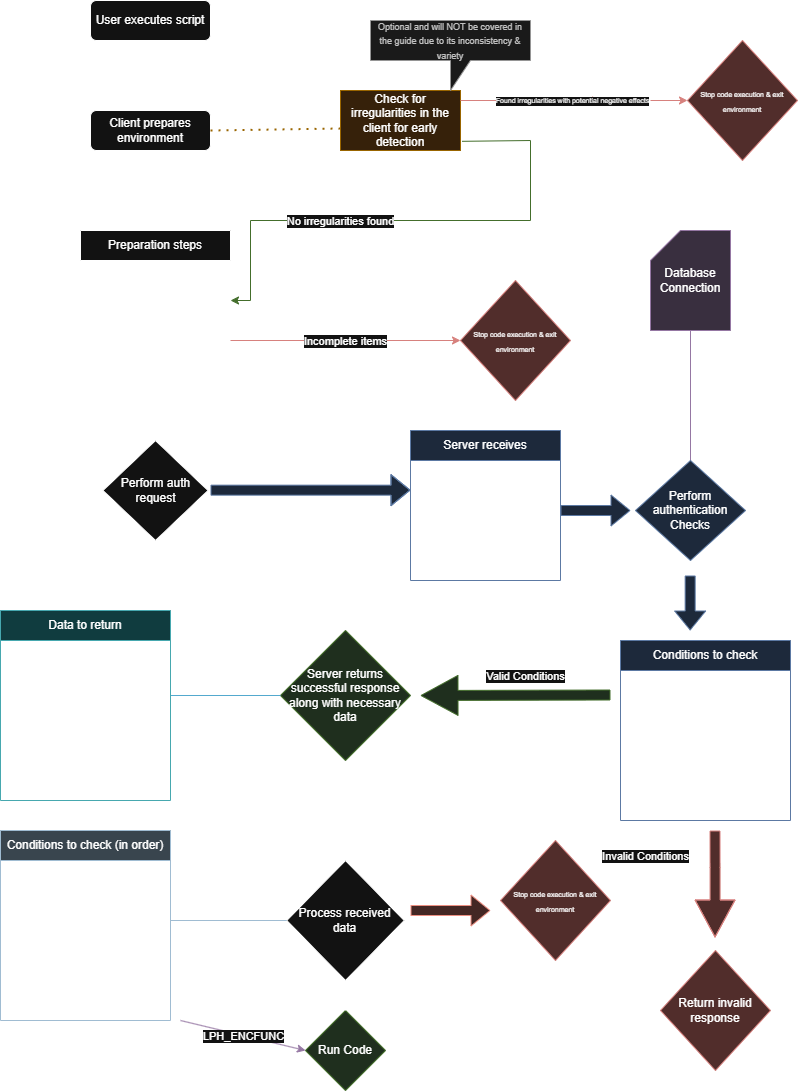 User executes script
Optional and will NOT be covered in
the guide due to its inconsistency &
variety
Check for
irregularities in the
client for early
detection
Found irregularities with potential negative effects
Stop code execution & exit
environment
Client prepares
environment
No irregularities found
Preparation steps
Database
Connection
Incomplete items
Stop code execution & exit
environment
Perform auth
request
Server receives
Perform
authentication
Checks
Data to return
Server returns
successful response
along with necessary
data
Valid Conditions
Conditions to check
Conditions to check (in order)
Process received
data
Stop code execution & exit
environment
Invalid Conditions
Return invalid
response
LPH_ENCFUNC
Run Code